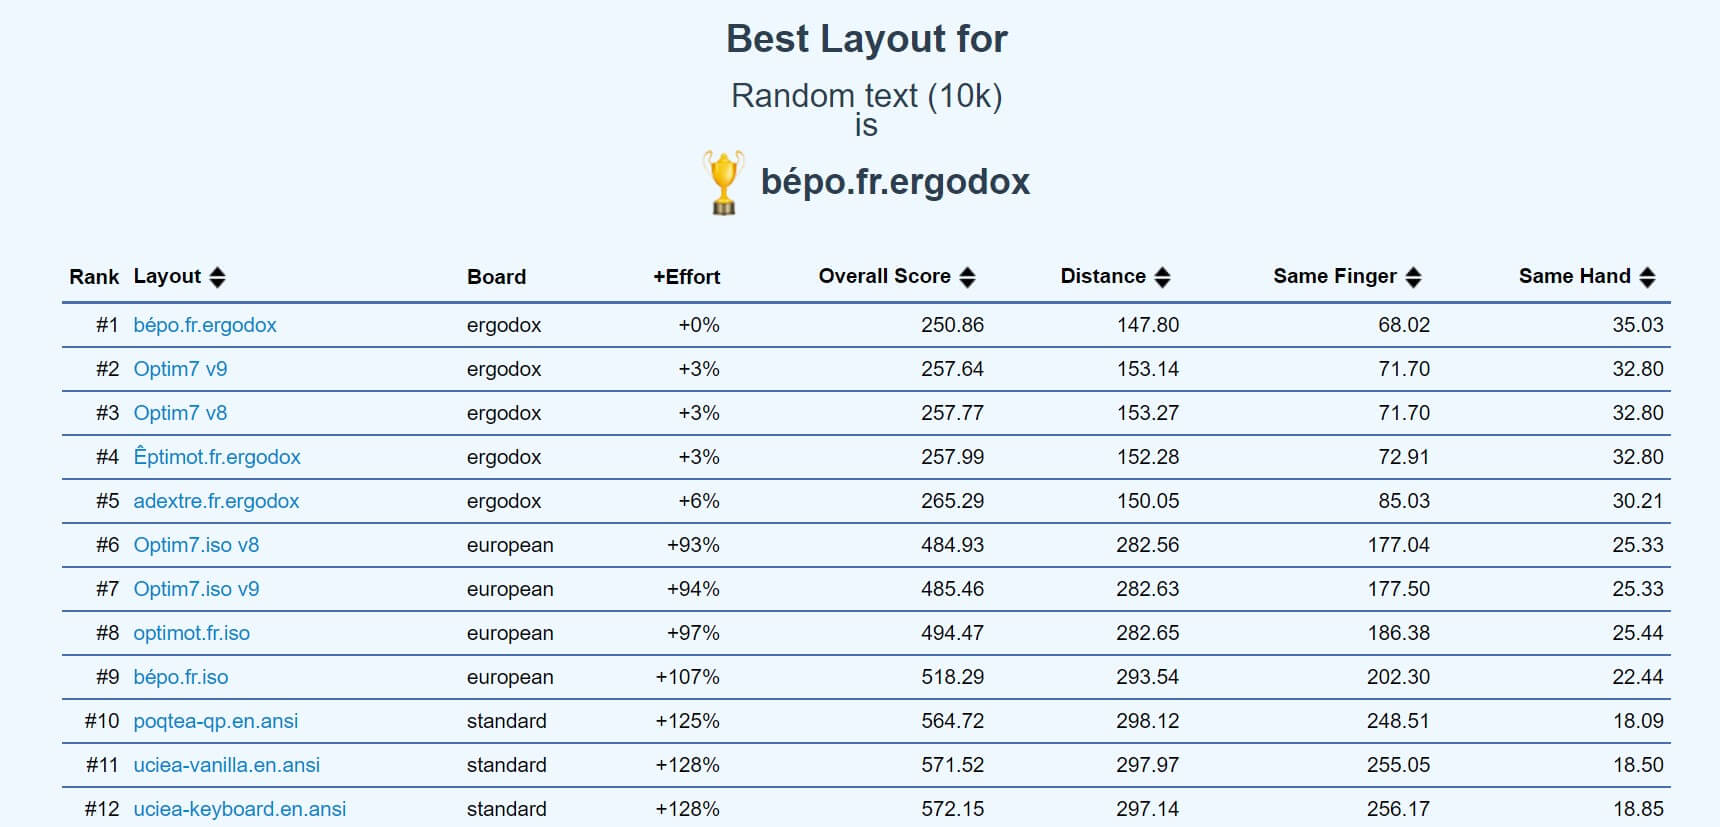 Best Layout for
Random text (10k)
is
bépo.fr.ergodox
Rank Layout Board +Effort Overall Score Distance Same Finger Same Hand
#1 bépo.fr.ergodox ergodox +0% 250.86 147.80 68.02 35.03
#2 Optim7 v9 ergodox +3% 257.64 153.14 71.70 32.80
#3 Optim7 v8 ergodox +3% 257.77 153.27 71.70 32.80
#4 Êptimot.fr.ergodox ergodox +3% 257.99 152.28 72.91 32.80
#5 adextre.fr.ergodox ergodox +6% 265.29 150.05 85.03 30.21
#6 Optim7.iso v8 european +93% 484.93 282.56 177.04 25.33
#7 Optim7.iso v9 european +94% 485.46 282.63 177.50 25.33
#8 optimot.fr.iso european +97% 494.47 282.65 186.38 25.44
#9 bépo.fr.iso european +107% 518.29 293.54 202.30 22.44
#10 poqtea-qp.en.ansi standard +125% 564.72 298.12 248.51 18.09
#11 uciea-vanilla.en.ansi standard +128% 571.52 297.97 255.05 18.50
#12 uciea-keyboard.en.ansi standard +128% 572.15 297.14 256.17 18.85